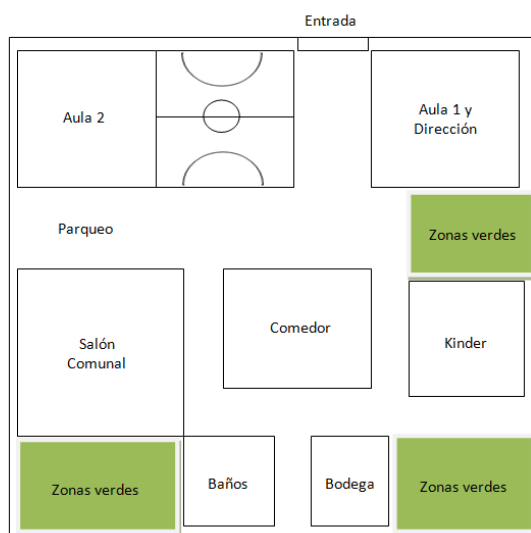 Entrada
Aula 2
Aula 1 y
Dirección
Parqueo
Zonas verdes
Salón
Comunal
Comedor
Kinder
Zonas verdes
Baños
Bodega
Zonas verdes